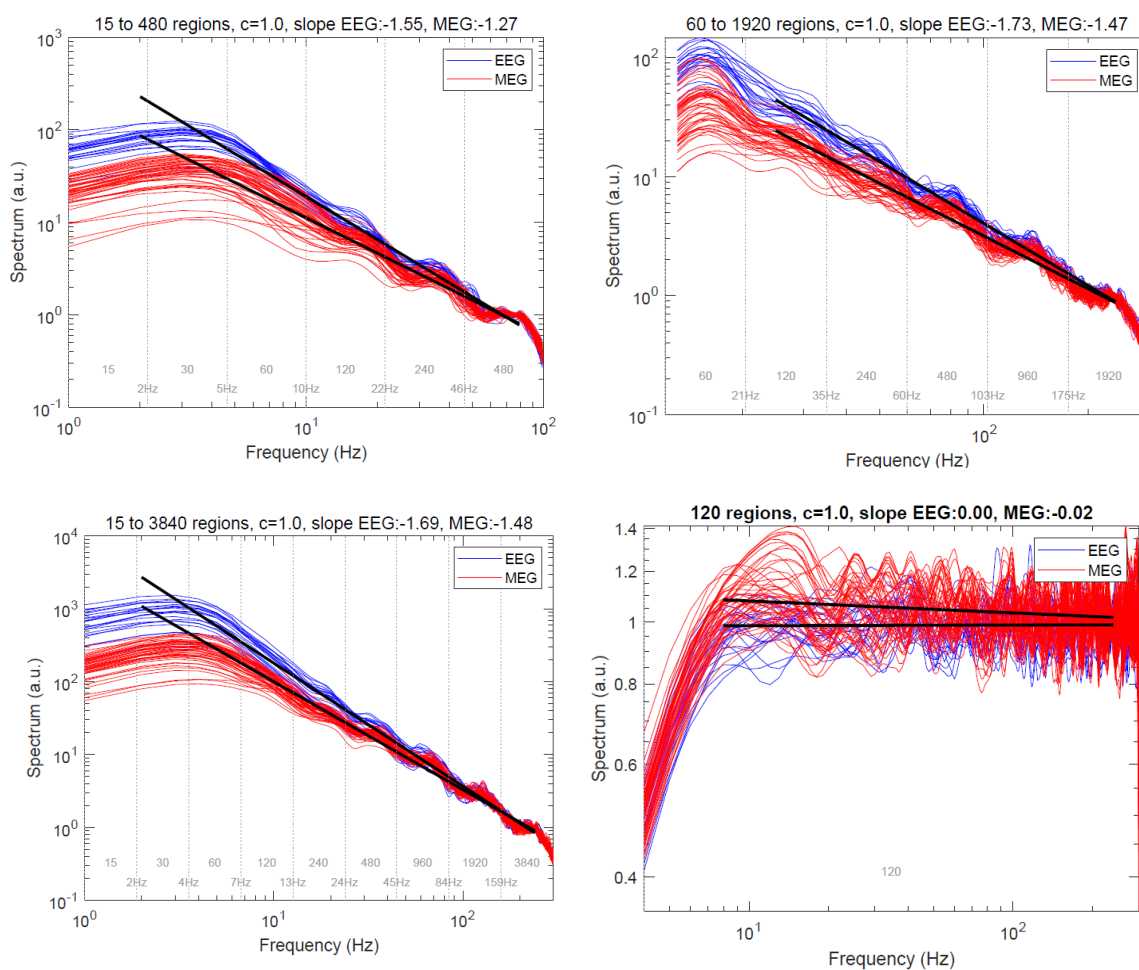 15 to 480 regions, c=1.0, slope EEG:-1.55, MEG:-1.27
10^3
10^2
10^1
10^0
10^-1
Spectrum (a.u.)
EEG
MEG
15 30 60 120 240 480
2Hz 5Hz 10Hz 22Hz 46Hz
10^0 10^1 10^2
Frequency (Hz)
60 to 1920 regions, c=1.0, slope EEG:-1.73, MEG:-1.47
10^2
10^1
10^0
10^-1
Spectrum (a.u.)
EEG
MEG
60 120 240 480 960 1920
21Hz 35Hz 60Hz 103Hz 175Hz
10^2
Frequency (Hz)
15 to 3840 regions, c=1.0, slope EEG:-1.69, MEG:-1.48
10^4
10^3
10^2
10^1
10^0
10^-1
Spectrum (a.u.)
EEG
MEG
15 30 60 120 240 480 960 1920 3840
2Hz 4Hz 7Hz 13Hz 24Hz 45Hz 84Hz 159Hz
10^0 10^1 10^2
Frequency (Hz)
120 regions, c=1.0, slope EEG:0.00, MEG:-0.02
1.4
1.2
1
0.8
0.6
0.4
Spectrum (a.u.)
EEG
MEG
120
10^1 10^2
Frequency (Hz)